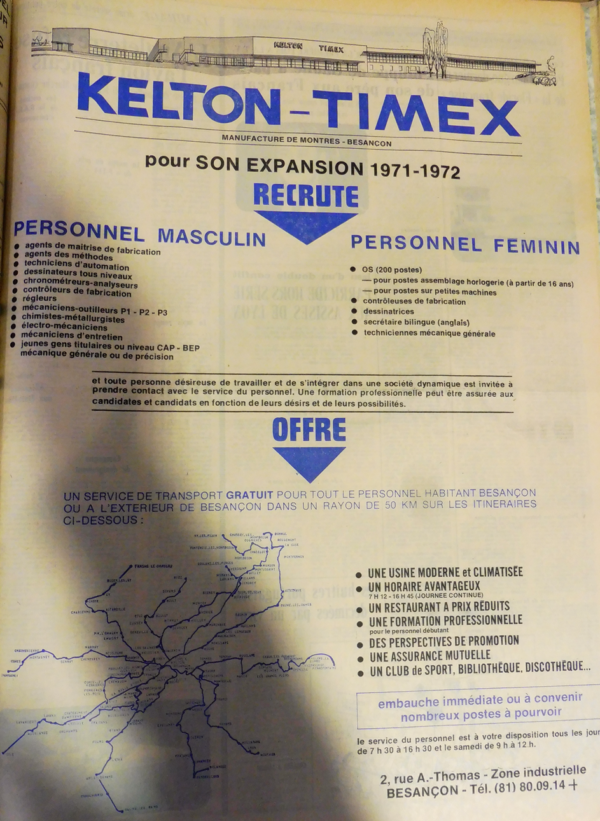 KELTON TIMEX
KELTON - TIMEX
MANUFACTURE DE MONTRES - BESANCON
pour SON EXPANSION 1971-1972
RECRUTE
PERSONNEL MASCULIN
● agents de maitrise de fabrication
● agents des méthodes
● techniciens d'automation
● dessinateurs tous niveaux
● chronométreurs-analyseurs
● contrôleurs de fabrication
● régleurs
● mécaniciens-outilleurs P1 - P2 - P3
● chimistes-métallurgistes
● électro-mécaniciens
● mécaniciens d'entretien
● jeunes gens titulaires ou niveau CAP - BEP
mécanique générale ou de précision
PERSONNEL FEMININ
● OS (200 postes)
— pour postes assemblage horlogerie (à partir de 16 ans)
— pour postes sur petites machines
● contrôleuses de fabrication
● dessinatrices
● secrétaire bilingue (anglais)
● techniciennes mécanique générale
et toute personne désireuse de travailler et de s'intégrer dans une société dynamique est invitée à
prendre contact avec le service du personnel. Une formation professionnelle peut être assurée aux
candidates et candidats en fonction de leurs désirs et de leurs possibilités.
OFFRE
UN SERVICE DE TRANSPORT GRATUIT POUR TOUT LE PERSONNEL HABITANT BESANÇON
OU A L'EXTERIEUR DE BESANÇON DANS UN RAYON DE 50 KM SUR LES ITINERAIRES
CI-DESSOUS :
● UNE USINE MODERNE et CLIMATISÉE
● UN HORAIRE AVANTAGEUX
7 H 12 - 16 H 45 (JOURNEE CONTINUE)
● UN RESTAURANT A PRIX RÉDUITS
● UNE FORMATION PROFESSIONNELLE
pour le personnel débutant
● DES PERSPECTIVES DE PROMOTION
● UNE ASSURANCE MUTUELLE
● UN CLUB de SPORT, BIBLIOTHÈQUE, DISCOTHÈQUE...
embauche immédiate ou à convenir
nombreux postes à pourvoir
le service du personnel est à votre disposition tous les jour
de 7 h 30 à 16 h 30 et le samedi de 9 h à 12 h.
2, rue A.-Thomas - Zone industrielle
BESANÇON - Tél. (81) 80.09.14 +